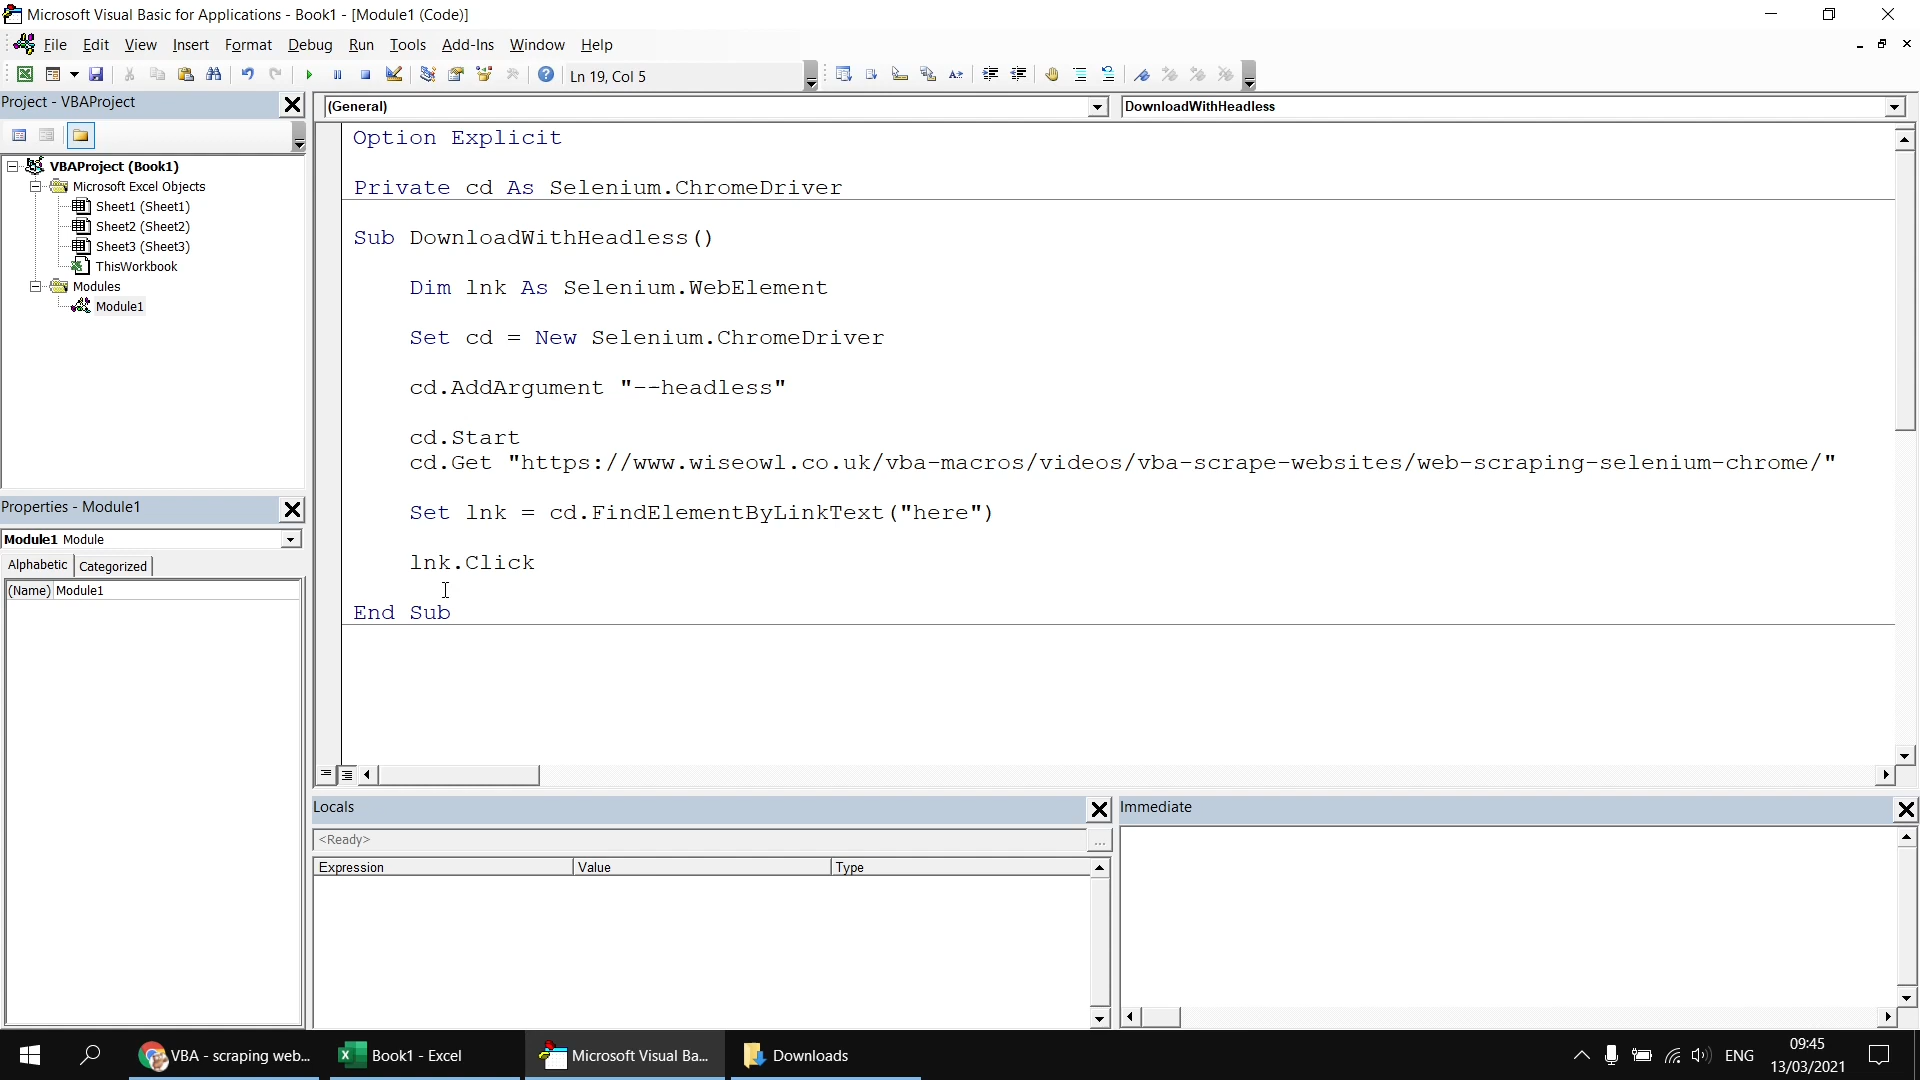 Microsoft Visual Basic for Applications - Book1 - [Module1 (Code)]
File Edit View Insert Format Debug Run Tools Add-Ins Window Help
Ln 19, Col 5
Project - VBAProject
(General)
DownloadWithHeadless
VBAProject (Book1)
Microsoft Excel Objects
Sheet1 (Sheet1)
Sheet2 (Sheet2)
Sheet3 (Sheet3)
ThisWorkbook
Modules
Module1
Properties - Module1
Module1 Module
Alphabetic Categorized
(Name) Module1
Option Explicit
Private cd As Selenium.ChromeDriver
Sub DownloadWithHeadless()
Dim lnk As Selenium.WebElement
Set cd = New Selenium.ChromeDriver
cd.AddArgument "--headless"
cd.Start
cd.Get "https://www.wiseowl.co.uk/vba-macros/videos/vba-scrape-websites/web-scraping-selenium-chrome/"
Set lnk = cd.FindElementByLinkText("here")
lnk.Click
End Sub
Locals
<Ready>
...
Expression Value Type
Immediate
VBA - scraping web...
Book1 - Excel
Microsoft Visual Ba...
Downloads
ENG
09:45
13/03/2021